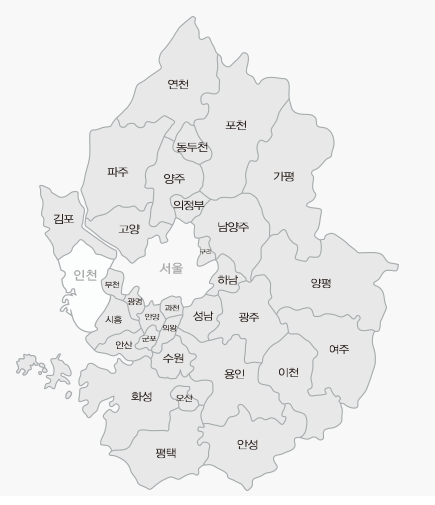 연천
포천
동두천
파주
양주
가평
의정부
김포
고양
남양주
구리
서울
인천
하남
양평
부천
광명
과천
시흥
안양
성남
광주
의왕
군포
안산
여주
수원
용인
이천
화성
오산
안성
평택